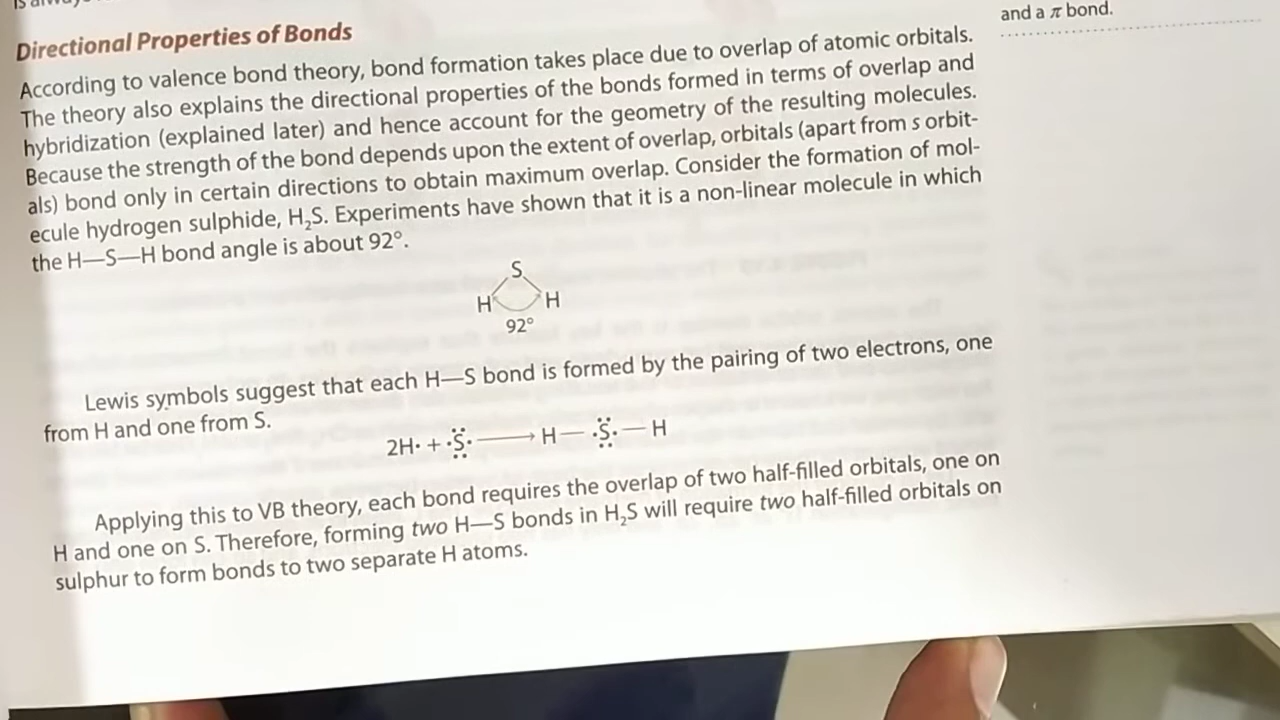 and a π bond.
Directional Properties of Bonds
According to valence bond theory, bond formation takes place due to overlap of atomic orbitals.
The theory also explains the directional properties of the bonds formed in terms of overlap and
hybridization (explained later) and hence account for the geometry of the resulting molecules.
Because the strength of the bond depends upon the extent of overlap, orbitals (apart from s orbit-
als) bond only in certain directions to obtain maximum overlap. Consider the formation of mol-
ecule hydrogen sulphide, H₂S. Experiments have shown that it is a non-linear molecule in which
the H—S—H bond angle is about 92°.
S
H H
92°
Lewis symbols suggest that each H—S bond is formed by the pairing of two electrons, one
from H and one from S.
2H· + ·S̤̈· ⟶ H — ·S̤̈· — H
Applying this to VB theory, each bond requires the overlap of two half-filled orbitals, one on
H and one on S. Therefore, forming two H—S bonds in H₂S will require two half-filled orbitals on
sulphur to form bonds to two separate H atoms.